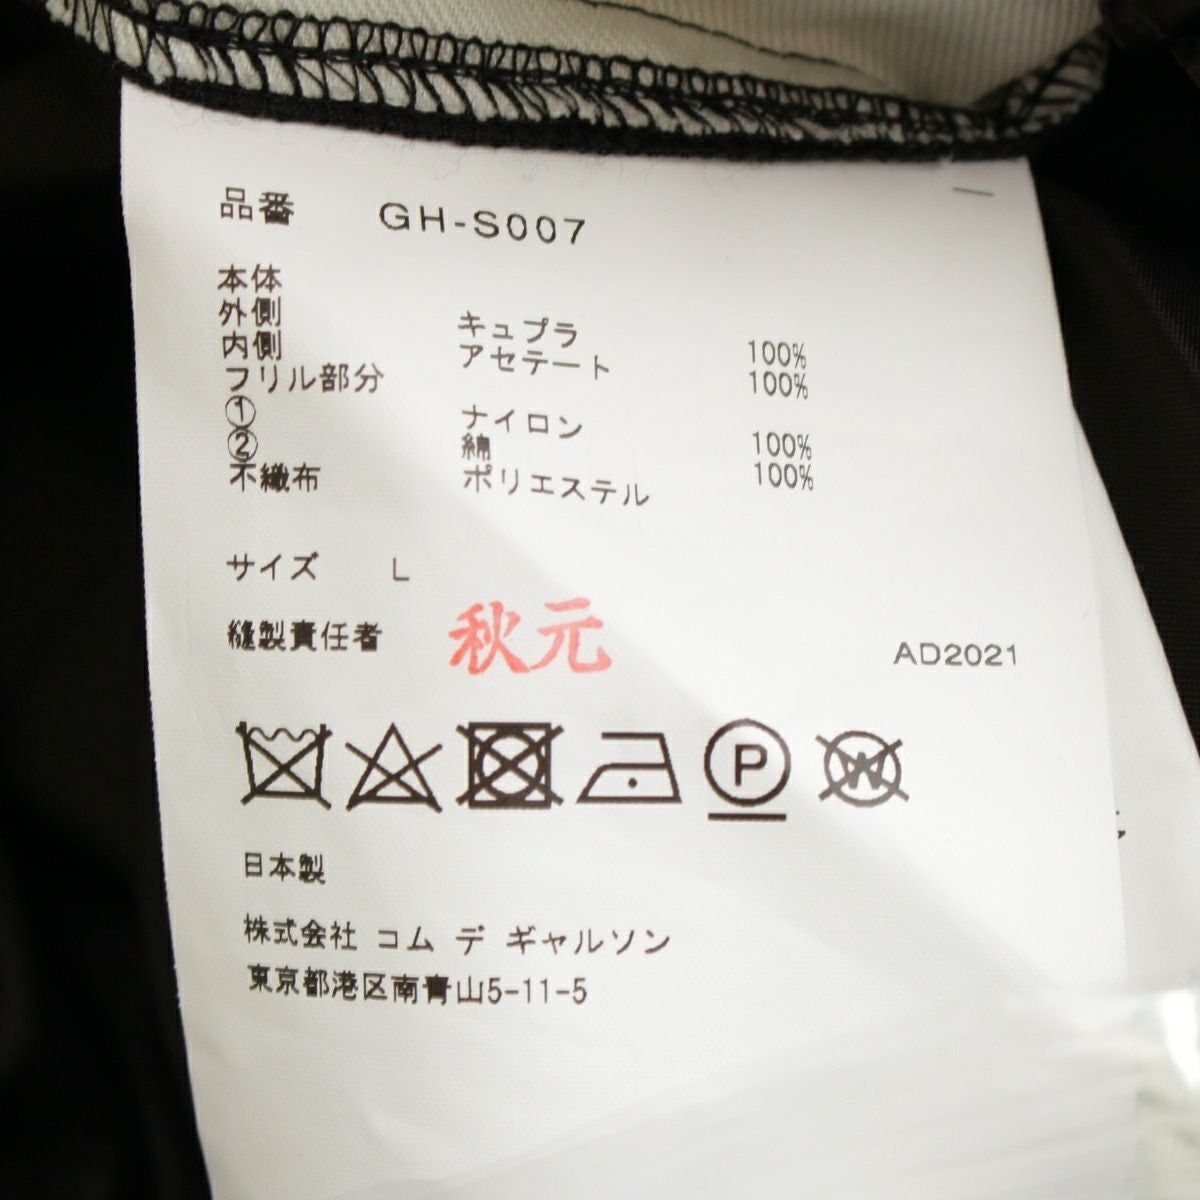 品番 GH-S007
本体
外側 キュプラ 100%
内側 アセテート 100%
フリル部分
① ナイロン 100%
② 綿 100%
不織布 ポリエステル
サイズ L
縫製責任者 秋元 AD2021
P W
日本製
株式会社 コム デ ギャルソン
東京都港区南青山5-11-5